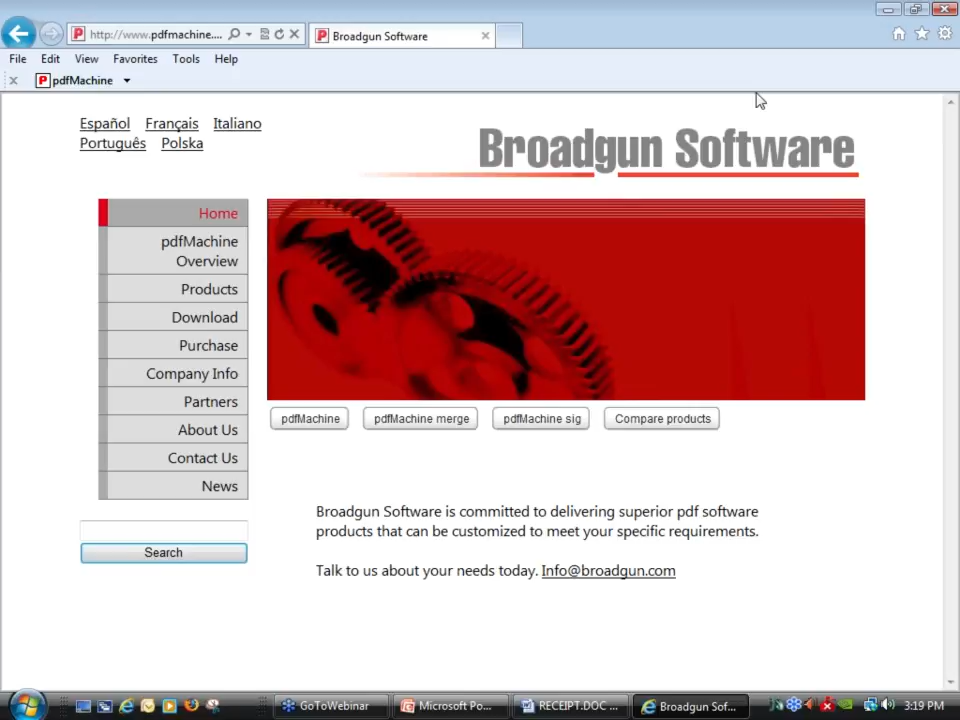 http://www.pdfmachine....
Broadgun Software
File Edit View Favorites Tools Help
pdfMachine
Español Français Italiano
Português Polska
Broadgun Software
Home
pdfMachine
Overview
Products
Download
Purchase
Company Info
Partners
About Us
Contact Us
News
Search
pdfMachine pdfMachine merge pdfMachine sig Compare products
Broadgun Software is committed to delivering superior pdf software
products that can be customized to meet your specific requirements.
Talk to us about your needs today. Info@broadgun.com
GoToWebinar Microsoft Po... RECEIPT.DOC ... Broadgun Sof... 3:19 PM